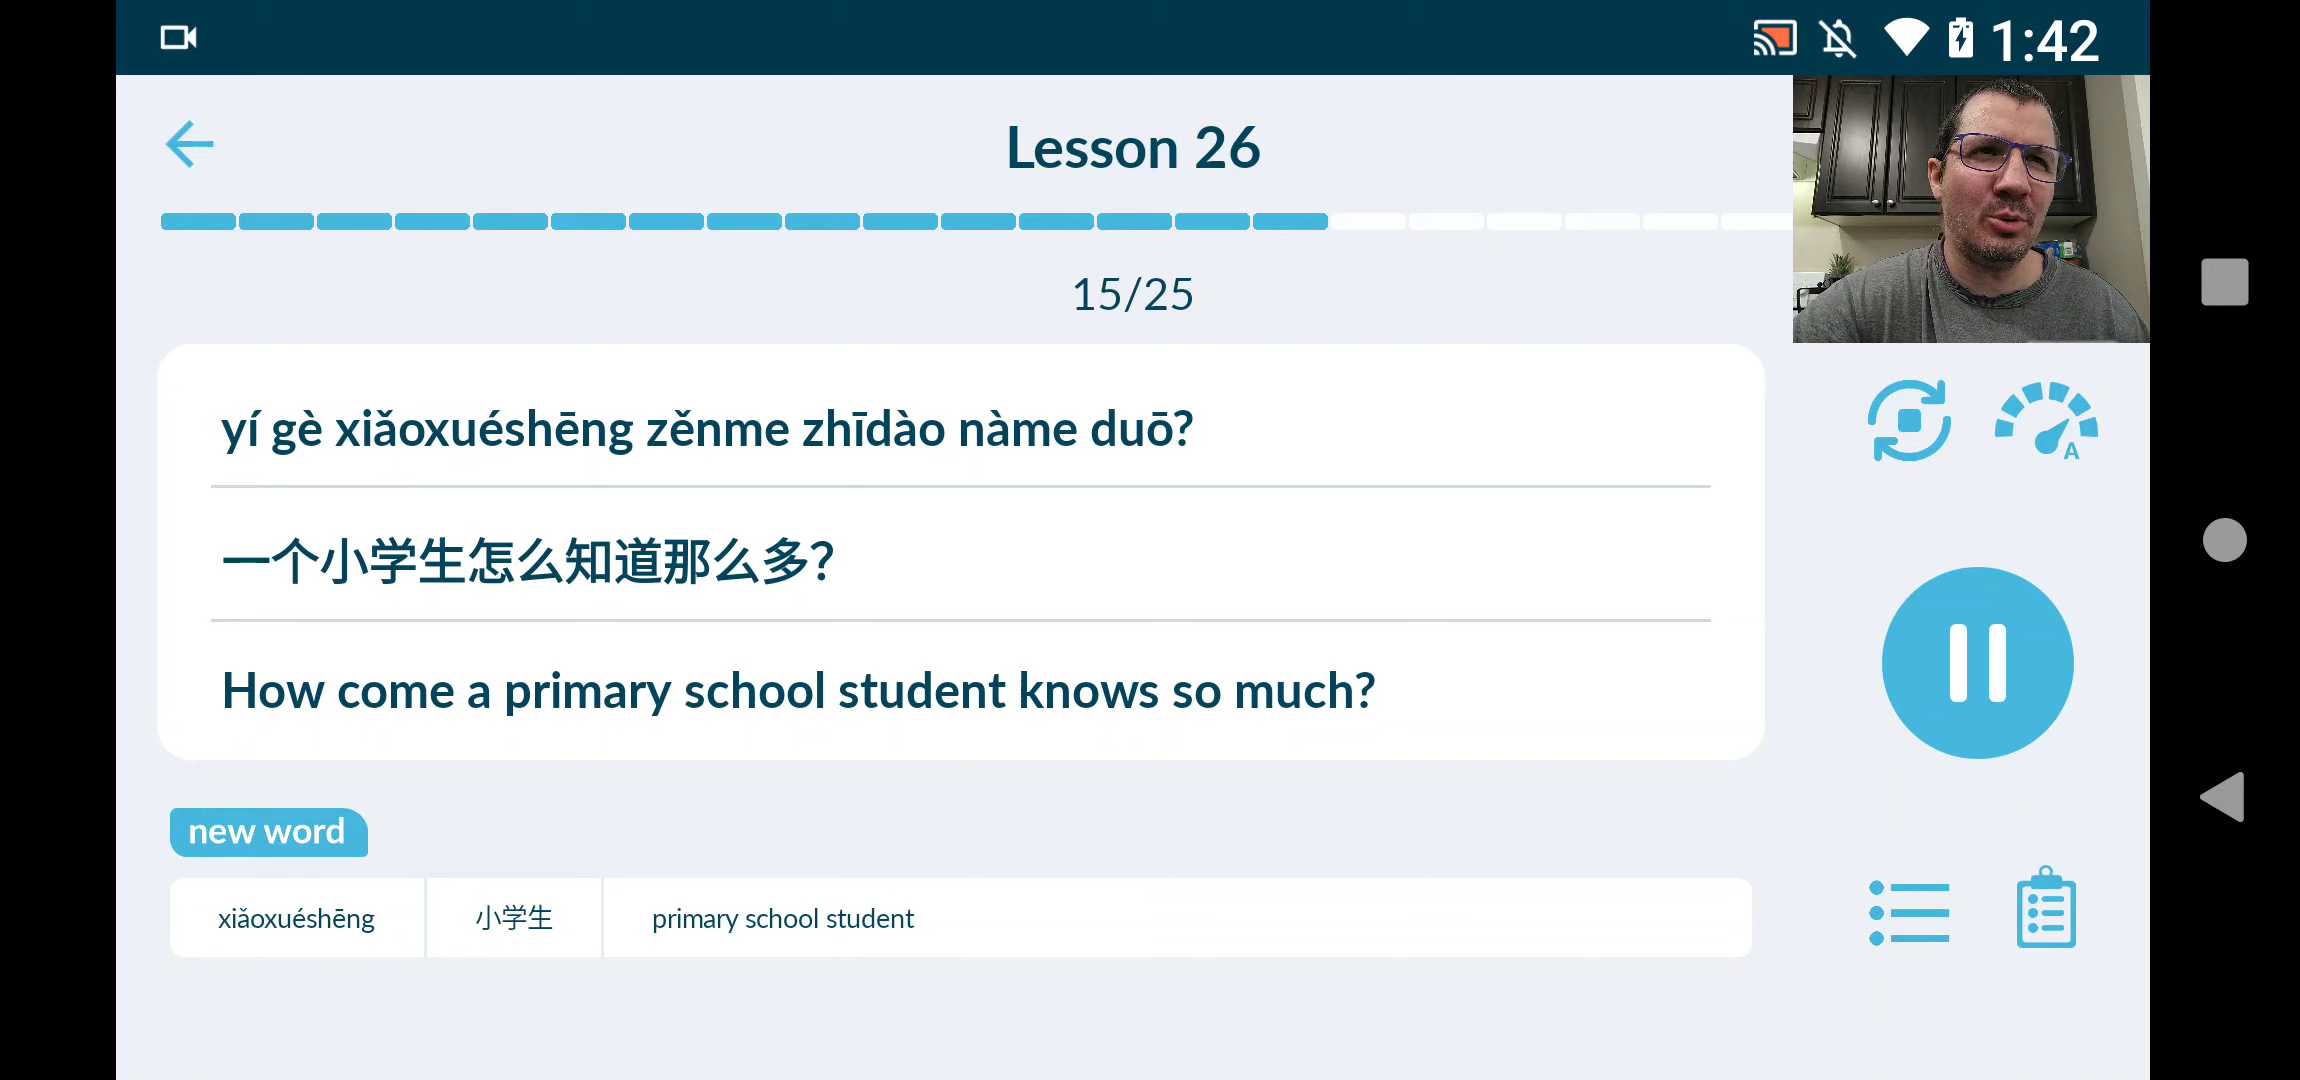 1:42
Lesson 26
15/25
yí gè xiǎoxuéshēng zěnme zhīdào nàme duō?
一个小学生怎么知道那么多?
How come a primary school student knows so much?
new word
xiǎoxuéshēng 小学生 primary school student
A